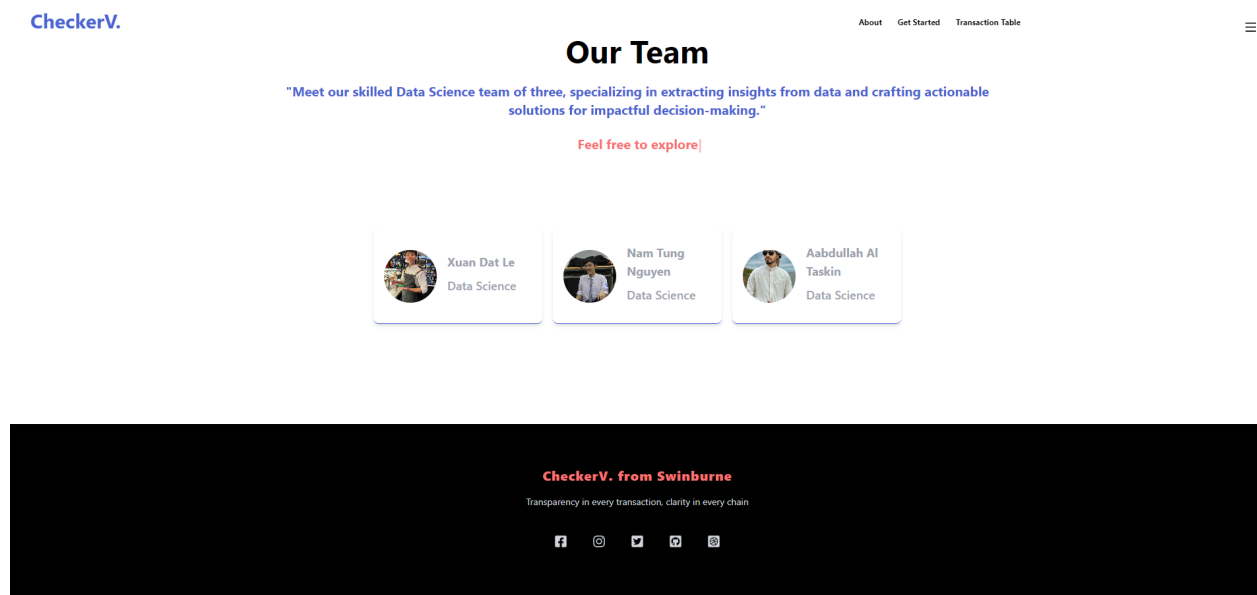 CheckerV.
About Get Started Transaction Table
Our Team
"Meet our skilled Data Science team of three, specializing in extracting insights from data and crafting actionable
solutions for impactful decision-making."
Feel free to explore|
Xuan Dat Le
Data Science
Nam Tung
Nguyen
Data Science
Aabdullah Al
Taskin
Data Science
CheckerV. from Swinburne
Transparency in every transaction, clarity in every chain